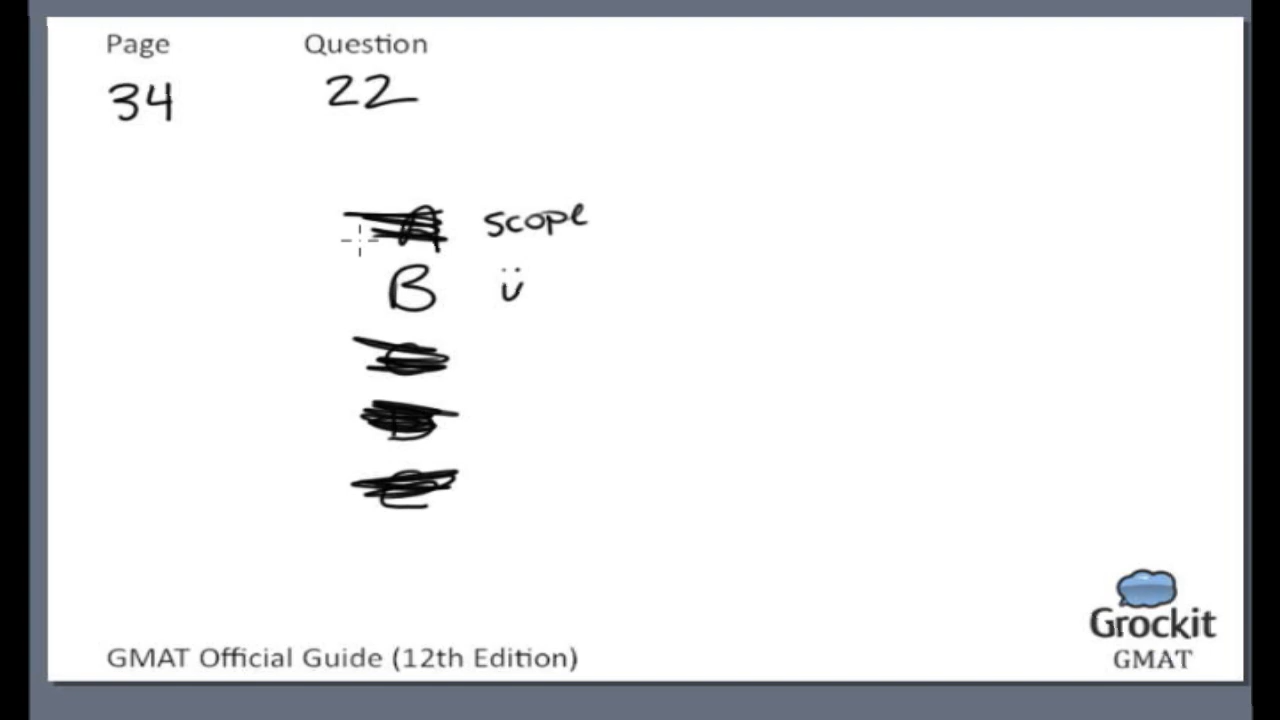 Page Question
34 22
A scope
B ü
C
D
E
GMAT Official Guide (12th Edition)
Grockit
GMAT